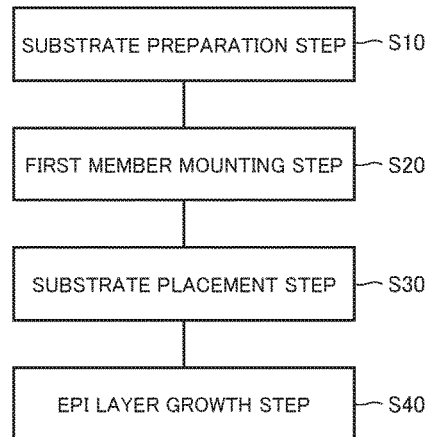 SUBSTRATE PREPARATION STEP S10
FIRST MEMBER MOUNTING STEP S20
SUBSTRATE PLACEMENT STEP S30
EPI LAYER GROWTH STEP S40